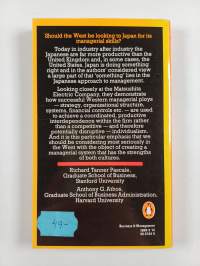 Should the West be looking to Japan for its
managerial skills?
Today in industry after industry the
Japanese are far more productive than the
United Kingdom and, in some cases, the
United States. Japan is doing something
right and in the authors' considered view
a large part of that 'something' lies in the
Japanese approach to management.
Looking closely at the Matsushita
Electric Company, they demonstrate
how successful Western managerial ploys
— strategy, organizational structure,
systems, financial controls etc. — are used
to achieve a coordinated, productive
interdependence within the firm rather
than a competitive — and therefore
potentially disruptive — individualism.
And it is this particular emphasis that we
should be considering most seriously in
the West with the object of creating a
managerial system that has the strengths
of both cultures.
Richard Tanner Pascale,
Graduate School of Business,
Stanford University
Anthony G. Athos,
Graduate School of Business Administration,
Harvard University
49.-
Business & Management